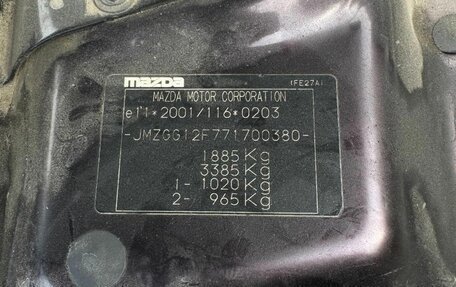 mazda
(FE27A)
MAZDA MOTOR CORPORATION
e11*2001/116*0203
-JMZGG12F771700380-
1885 Kg
3385 Kg
1- 1020 Kg
2- 965 Kg